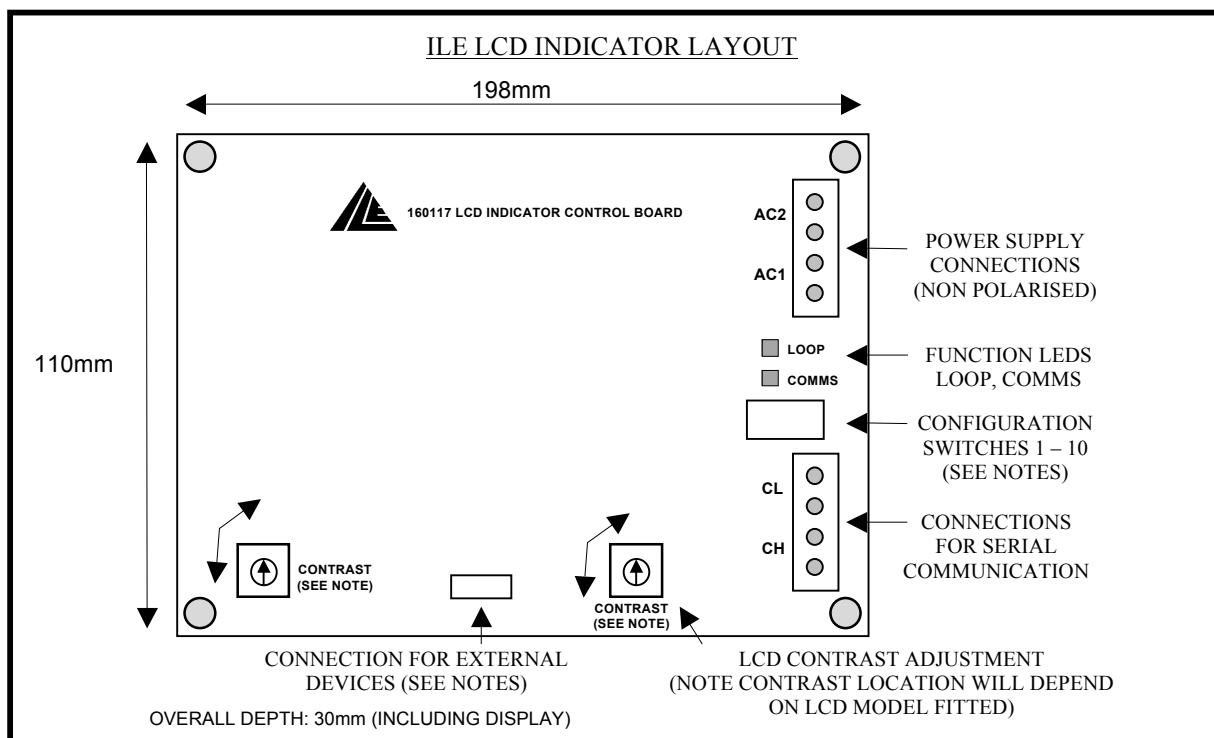 ILE LCD INDICATOR LAYOUT
198mm
110mm
ILE
160117 LCD INDICATOR CONTROL BOARD
AC2
AC1
POWER SUPPLY
CONNECTIONS
(NON POLARISED)
LOOP
COMMS
FUNCTION LEDS
LOOP, COMMS
CONFIGURATION
SWITCHES 1 – 10
(SEE NOTES)
CL
CH
CONNECTIONS
FOR SERIAL
COMMUNICATION
CONTRAST
(SEE NOTE)
CONTRAST
(SEE NOTE)
CONNECTION FOR EXTERNAL
DEVICES (SEE NOTES)
LCD CONTRAST ADJUSTMENT
(NOTE CONTRAST LOCATION WILL DEPEND
ON LCD MODEL FITTED)
OVERALL DEPTH: 30mm (INCLUDING DISPLAY)